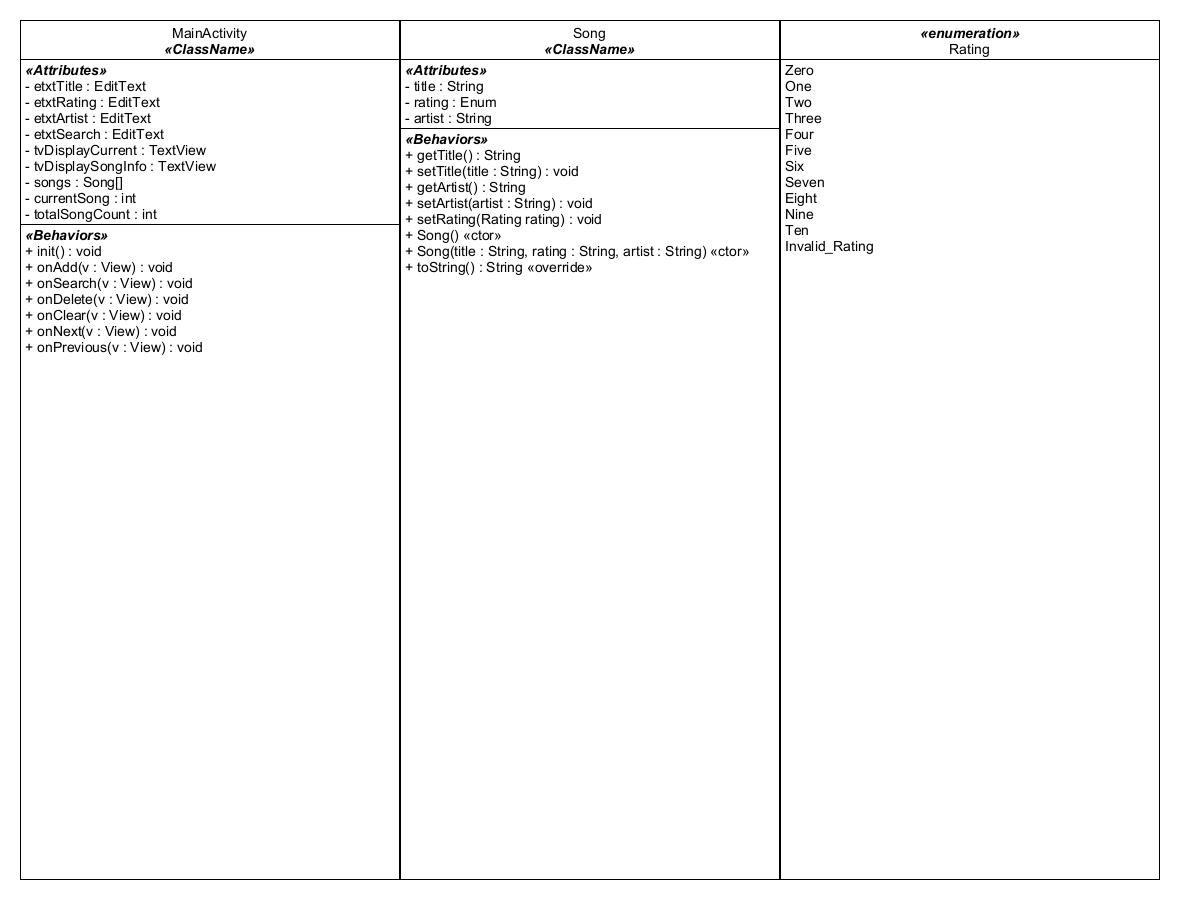 MainActivity
«ClassName»
«Attributes»
- etxtTitle : EditText
- etxtRating : EditText
- etxtArtist : EditText
- etxtSearch : EditText
- tvDisplayCurrent : TextView
- tvDisplaySongInfo : TextView
- songs : Song[]
- currentSong : int
- totalSongCount : int
«Behaviors»
+ init() : void
+ onAdd(v : View) : void
+ onSearch(v : View) : void
+ onDelete(v : View) : void
+ onClear(v : View) : void
+ onNext(v : View) : void
+ onPrevious(v : View) : void
Song
«ClassName»
«Attributes»
- title : String
- rating : Enum
- artist : String
«Behaviors»
+ getTitle() : String
+ setTitle(title : String) : void
+ getArtist() : String
+ setArtist(artist : String) : void
+ setRating(Rating rating) : void
+ Song() «ctor»
+ Song(title : String, rating : String, artist : String) «ctor»
+ toString() : String «override»
«enumeration»
Rating
Zero
One
Two
Three
Four
Five
Six
Seven
Eight
Nine
Ten
Invalid_Rating